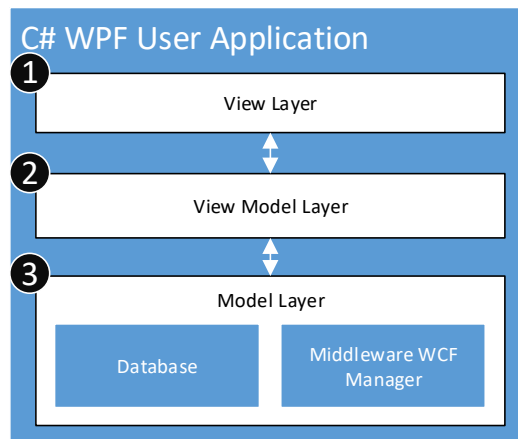 C# WPF User Application
1
View Layer
2
View Model Layer
3
Model Layer
Database
Middleware WCF
Manager